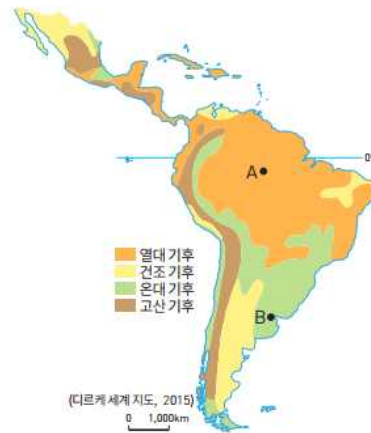 0°
A
열대 기후
건조 기후
온대 기후
고산 기후
B
(디르케 세계 지도, 2015)
0 1,000km